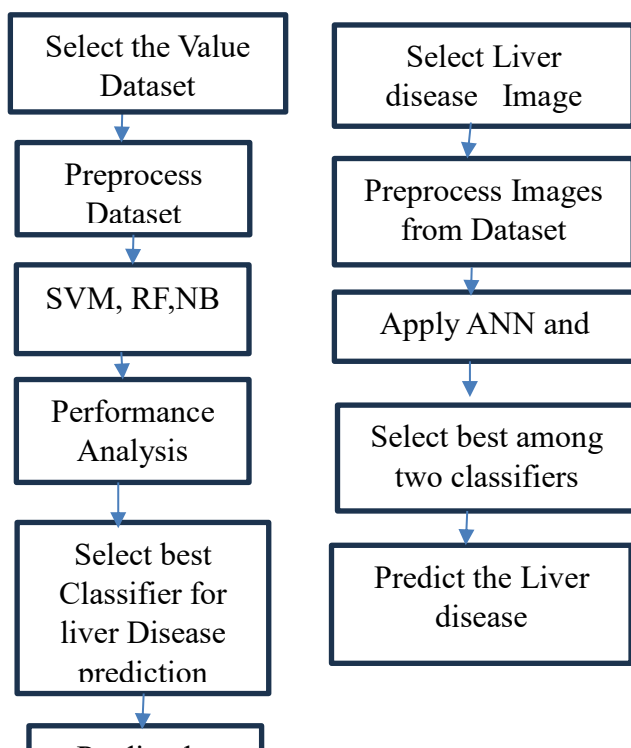 Select the Value
Dataset
Preprocess
Dataset
SVM, RF,NB
Performance
Analysis
Select best
Classifier for
liver Disease
prediction
Select Liver
disease Image
Preprocess Images
from Dataset
Apply ANN and
Select best among
two classifiers
Predict the Liver
disease